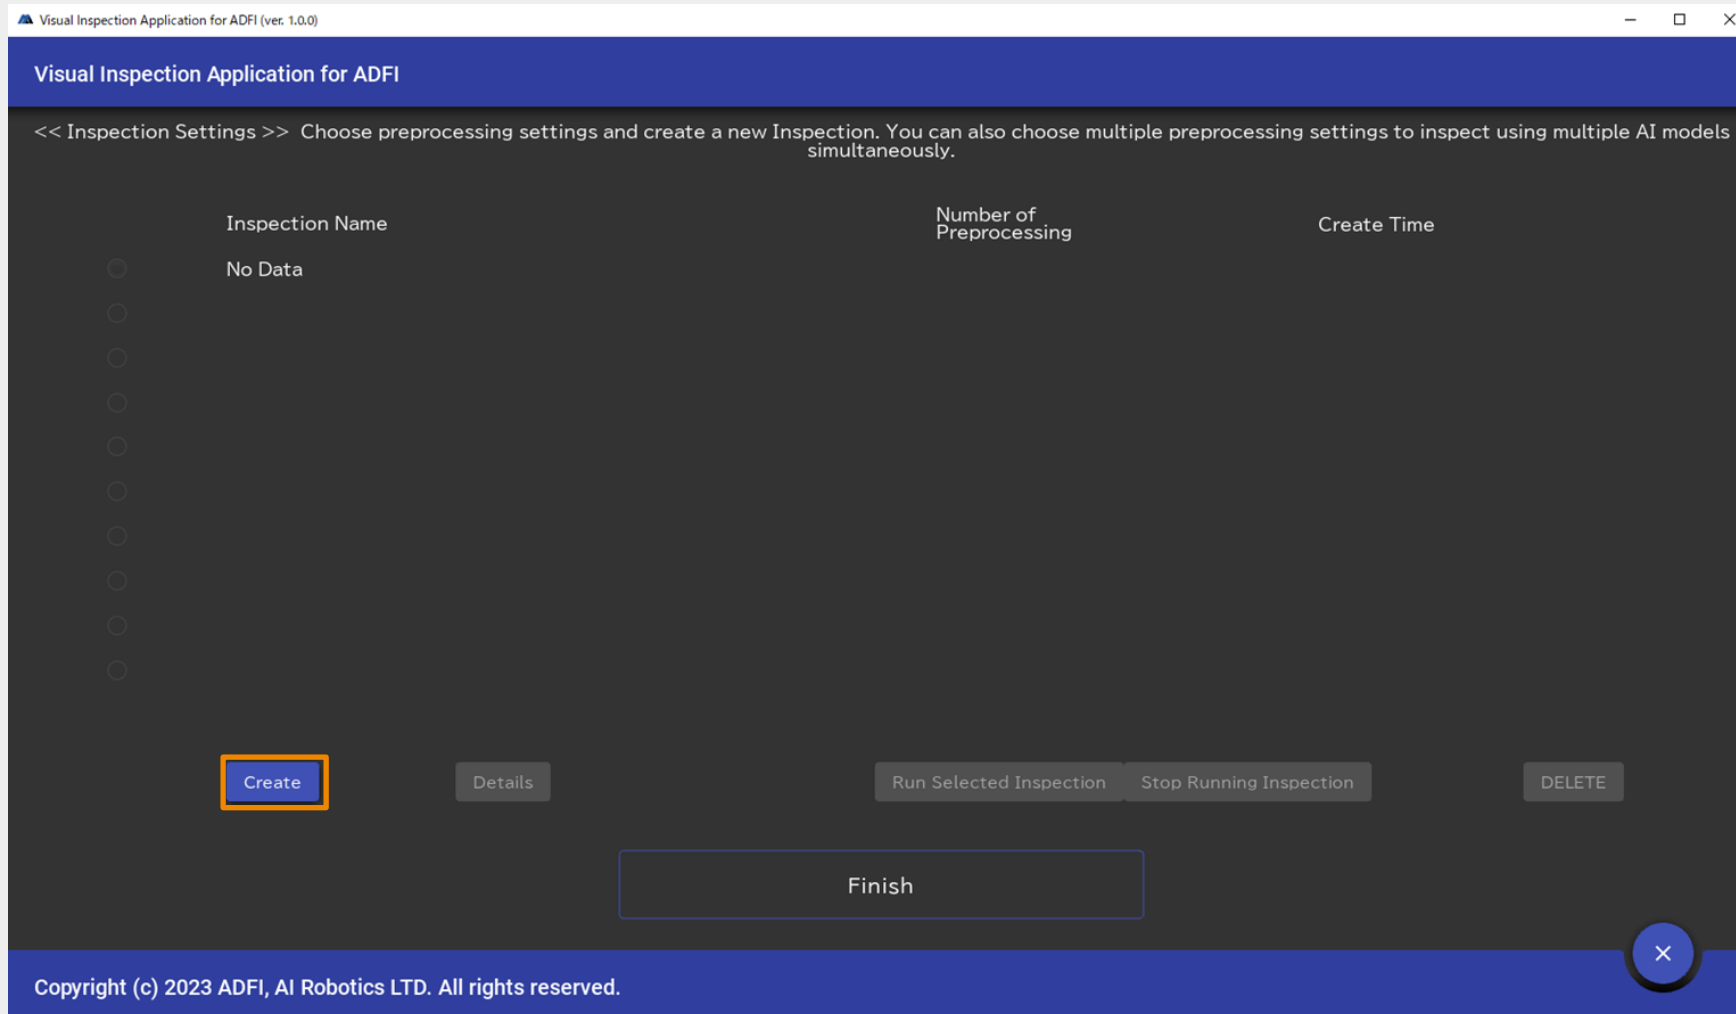 Visual Inspection Application for ADFI (ver. 1.0.0)
Visual Inspection Application for ADFI
<< Inspection Settings >> Choose preprocessing settings and create a new Inspection. You can also choose multiple preprocessing settings to inspect using multiple AI models
simultaneously.
Inspection Name
Number of
Preprocessing
Create Time
No Data
Create
Details
Run Selected Inspection
Stop Running Inspection
DELETE
Finish
Copyright (c) 2023 ADFI, AI Robotics LTD. All rights reserved.